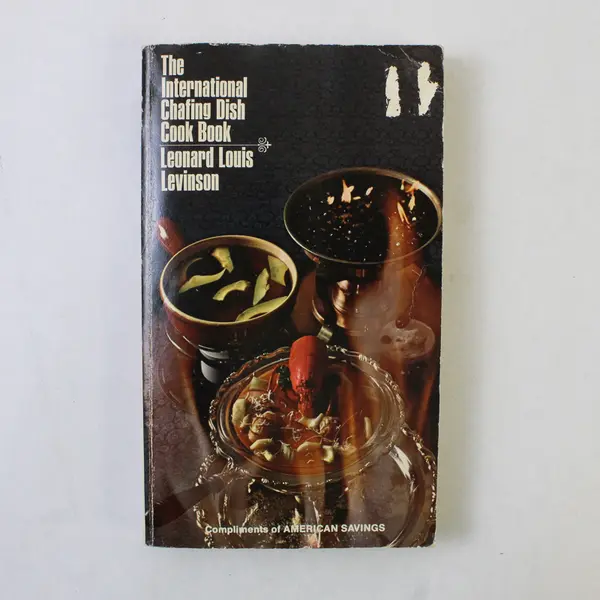 The
International
Chafing Dish
Cook Book
Leonard Louis
Levinson
Compliments of AMERICAN SAVINGS